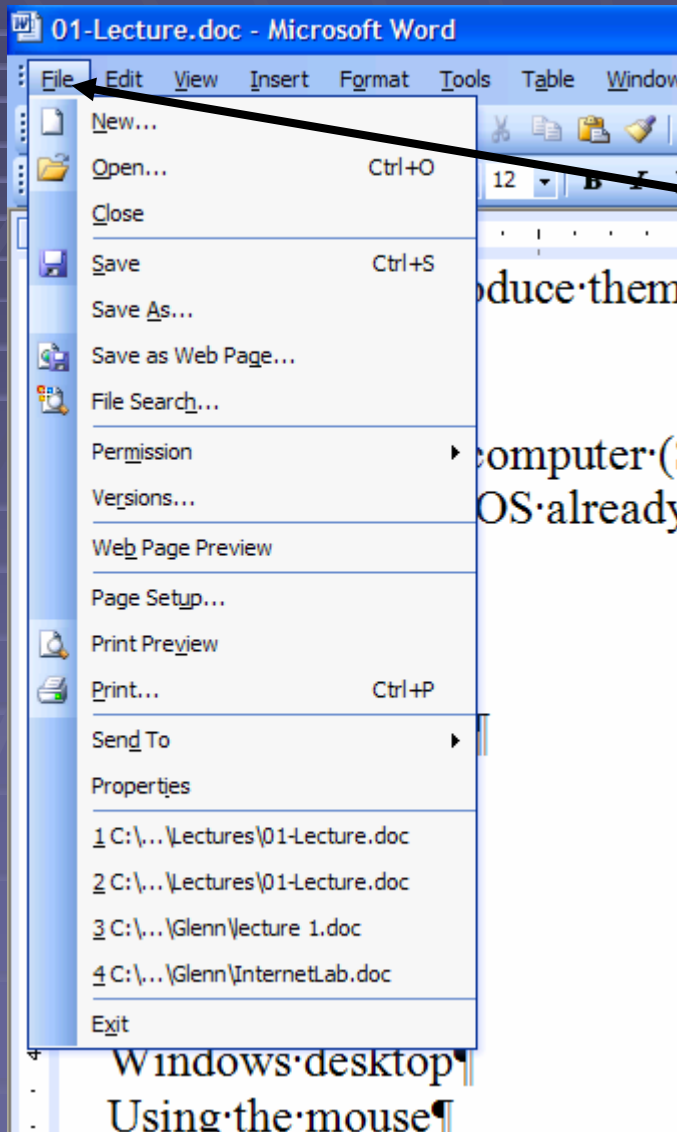 01-Lecture.doc - Microsoft Word
File Edit View Insert Format Tools Table Window
12 B I
New...
Open... Ctrl+O
Close
Save Ctrl+S
Save As...
Save as Web Page...
File Search...
Permission
Versions...
Web Page Preview
Page Setup...
Print Preview
Print... Ctrl+P
Send To
Properties
1 C:\...\Lectures\01-Lecture.doc
2 C:\...\Lectures\01-Lecture.doc
3 C:\...\Glenn\lecture 1.doc
4 C:\...\Glenn\InternetLab.doc
Exit
duce·them
computer·(
OS·already
¶
4
Windows·desktop¶
Using·the·mouse¶